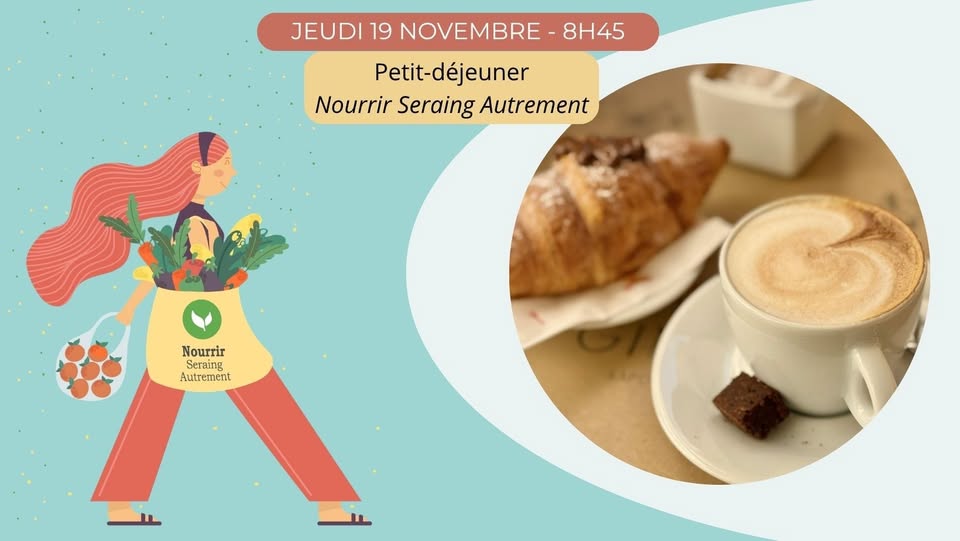 JEUDI 19 NOVEMBRE - 8H45
Petit-déjeuner
Nourrir Seraing Autrement
Nourrir
Seraing
Autrement